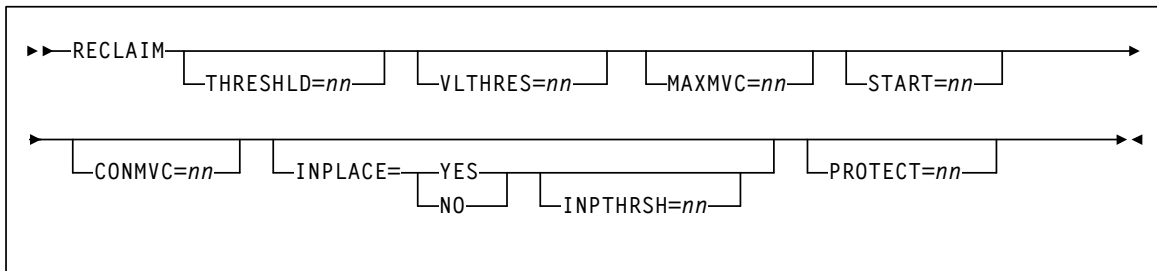 RECLAIM
THRESHLD=nn VLTHRES=nn MAXMVC=nn START=nn
CONMVC=nn INPLACE= YES PROTECT=nn
NO INPTHRSH=nn